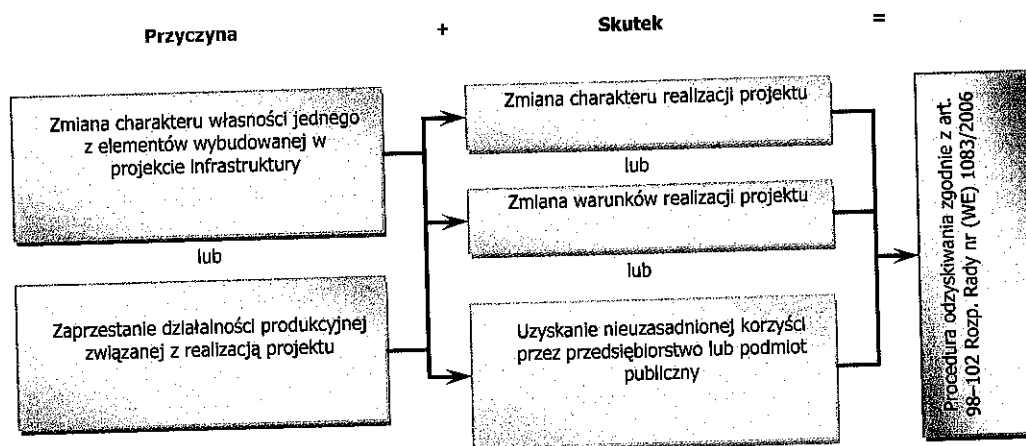 Przyczyna + Skutek =
Zmiana charakteru własności jednego
z elementów wybudowanej w
projekcie infrastruktury
lub
Zaprzestanie działalności produkcyjnej
związanej z realizacją projektu
Zmiana charakteru realizacji projektu
lub
Zmiana warunków realizacji projektu
lub
Uzyskanie nieuzasadnionej korzyści
przez przedsiębiorstwo lub podmiot
publiczny
Procedura odzyskiwania zgodnie z art.
98–102 Rozp. Rady nr (WE) 1083/2006